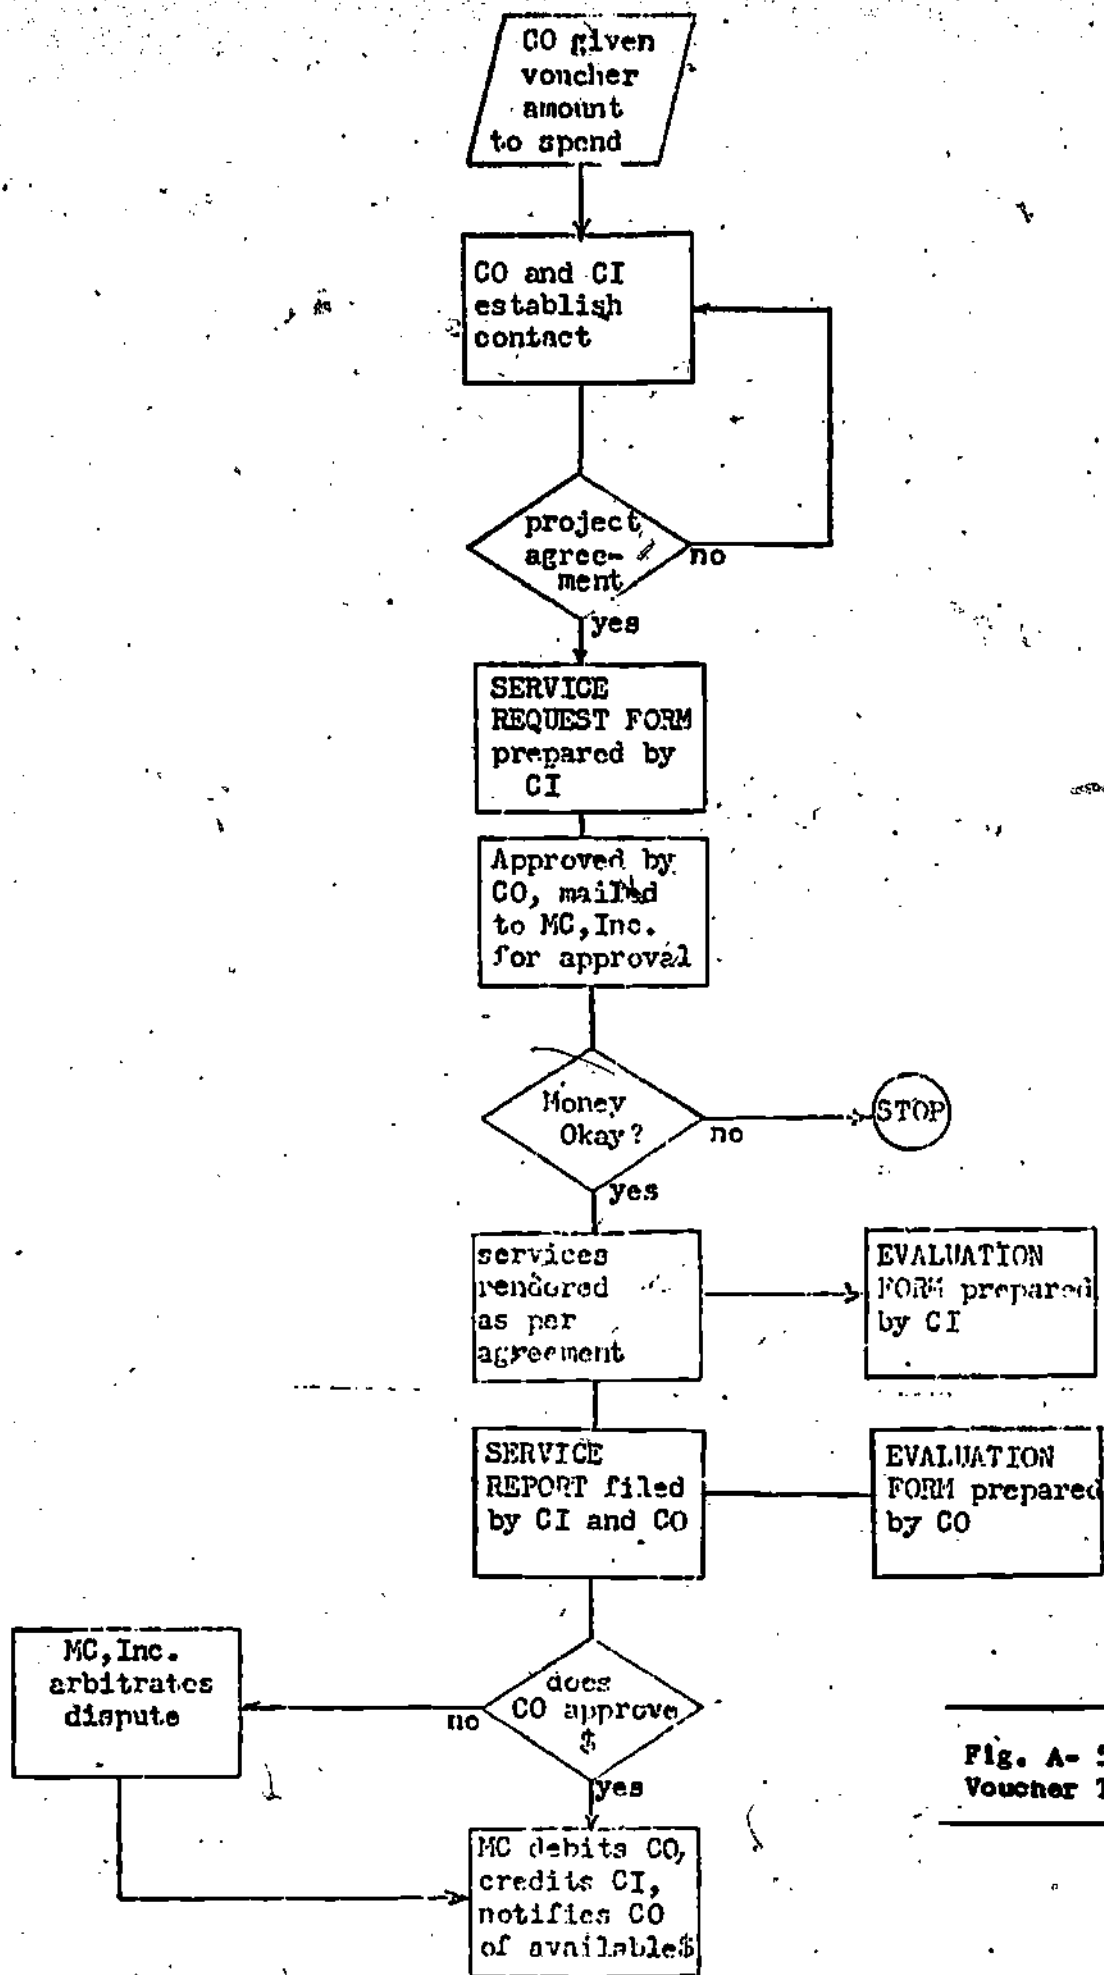 CO given
voucher
amount
to spend
CO and CI
establish
contact
project
agree-
ment
no
yes
SERVICE
REQUEST FORM
prepared by
CI
Approved by
CO, mailed
to MC,Inc.
for approval
Money
Okay?
no
STOP
yes
services
rendered
as per
agreement
EVALUATION
FORM prepared
by CI
SERVICE
REPORT filed
by CI and CO
EVALUATION
FORM prepared
by CO
MC,Inc.
arbitrates
dispute
no
does
CO approve
$
yes
Fig. A-
Voucher
MC debits CO,
credits CI,
notifies CO
of available$